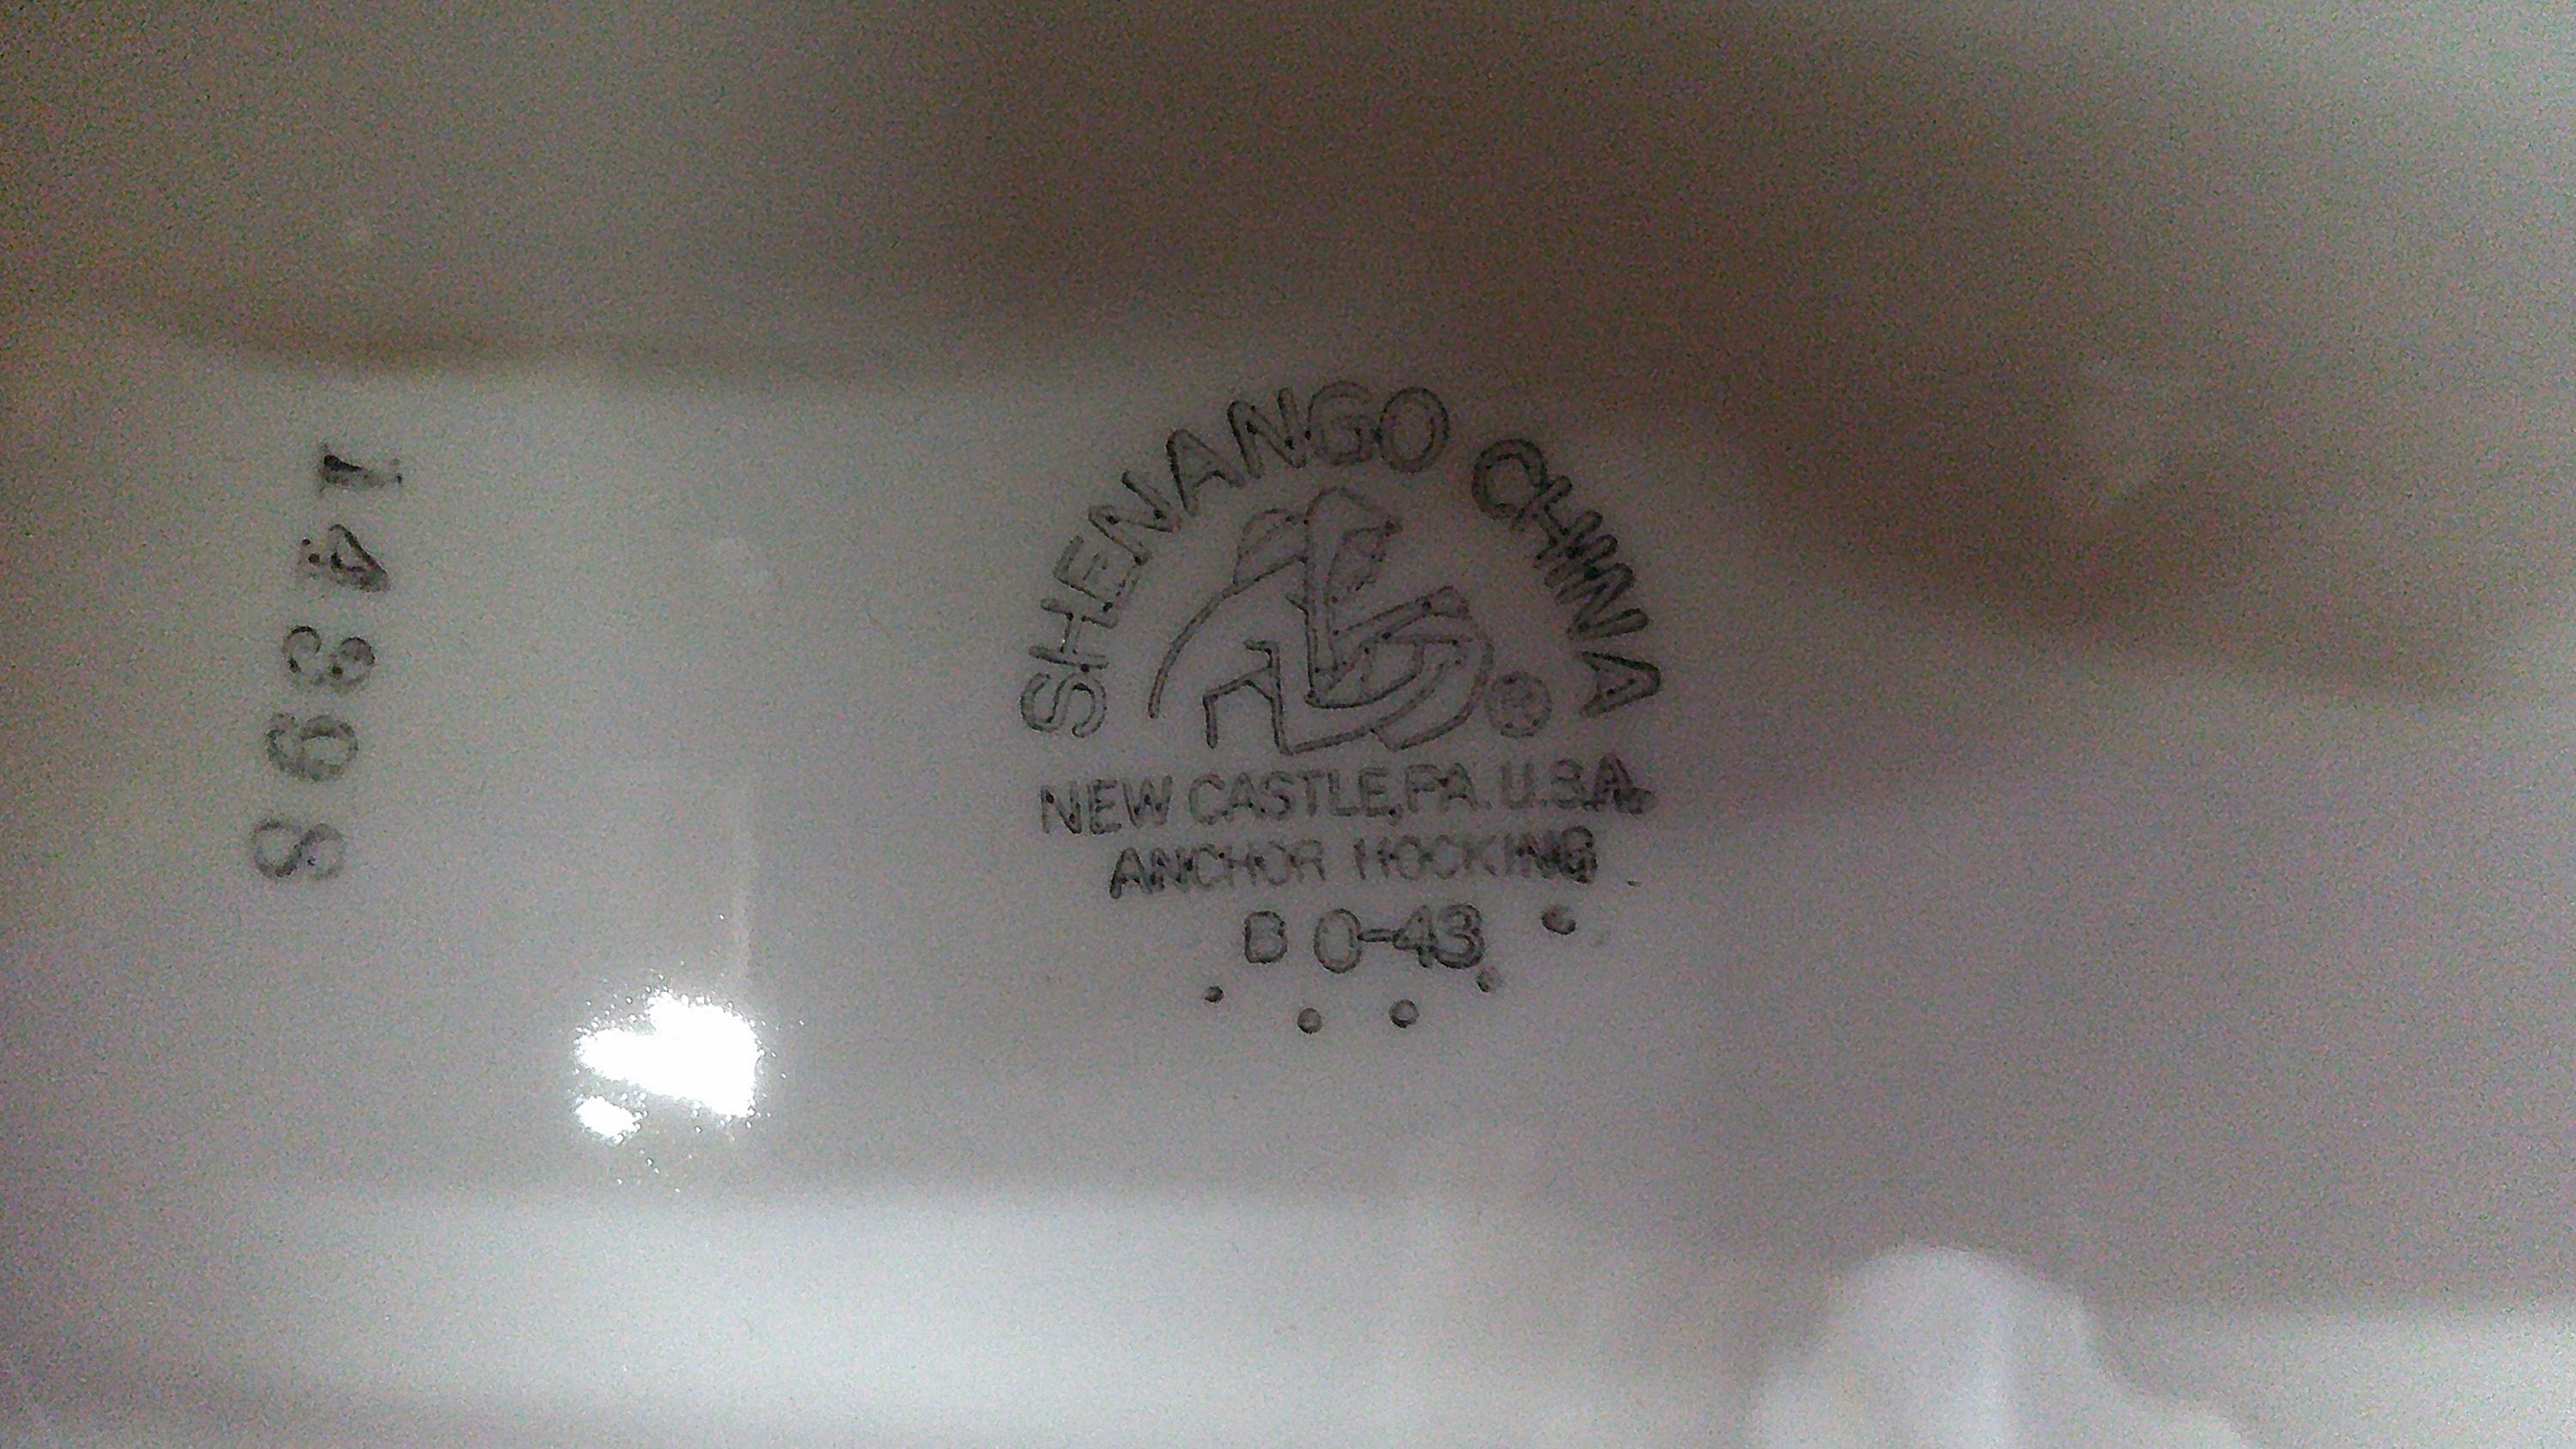 SHENANGO CHINA
®
NEW CASTLE, PA. U.S.A.
ANCHOR HOCKING
B 0-43
14398